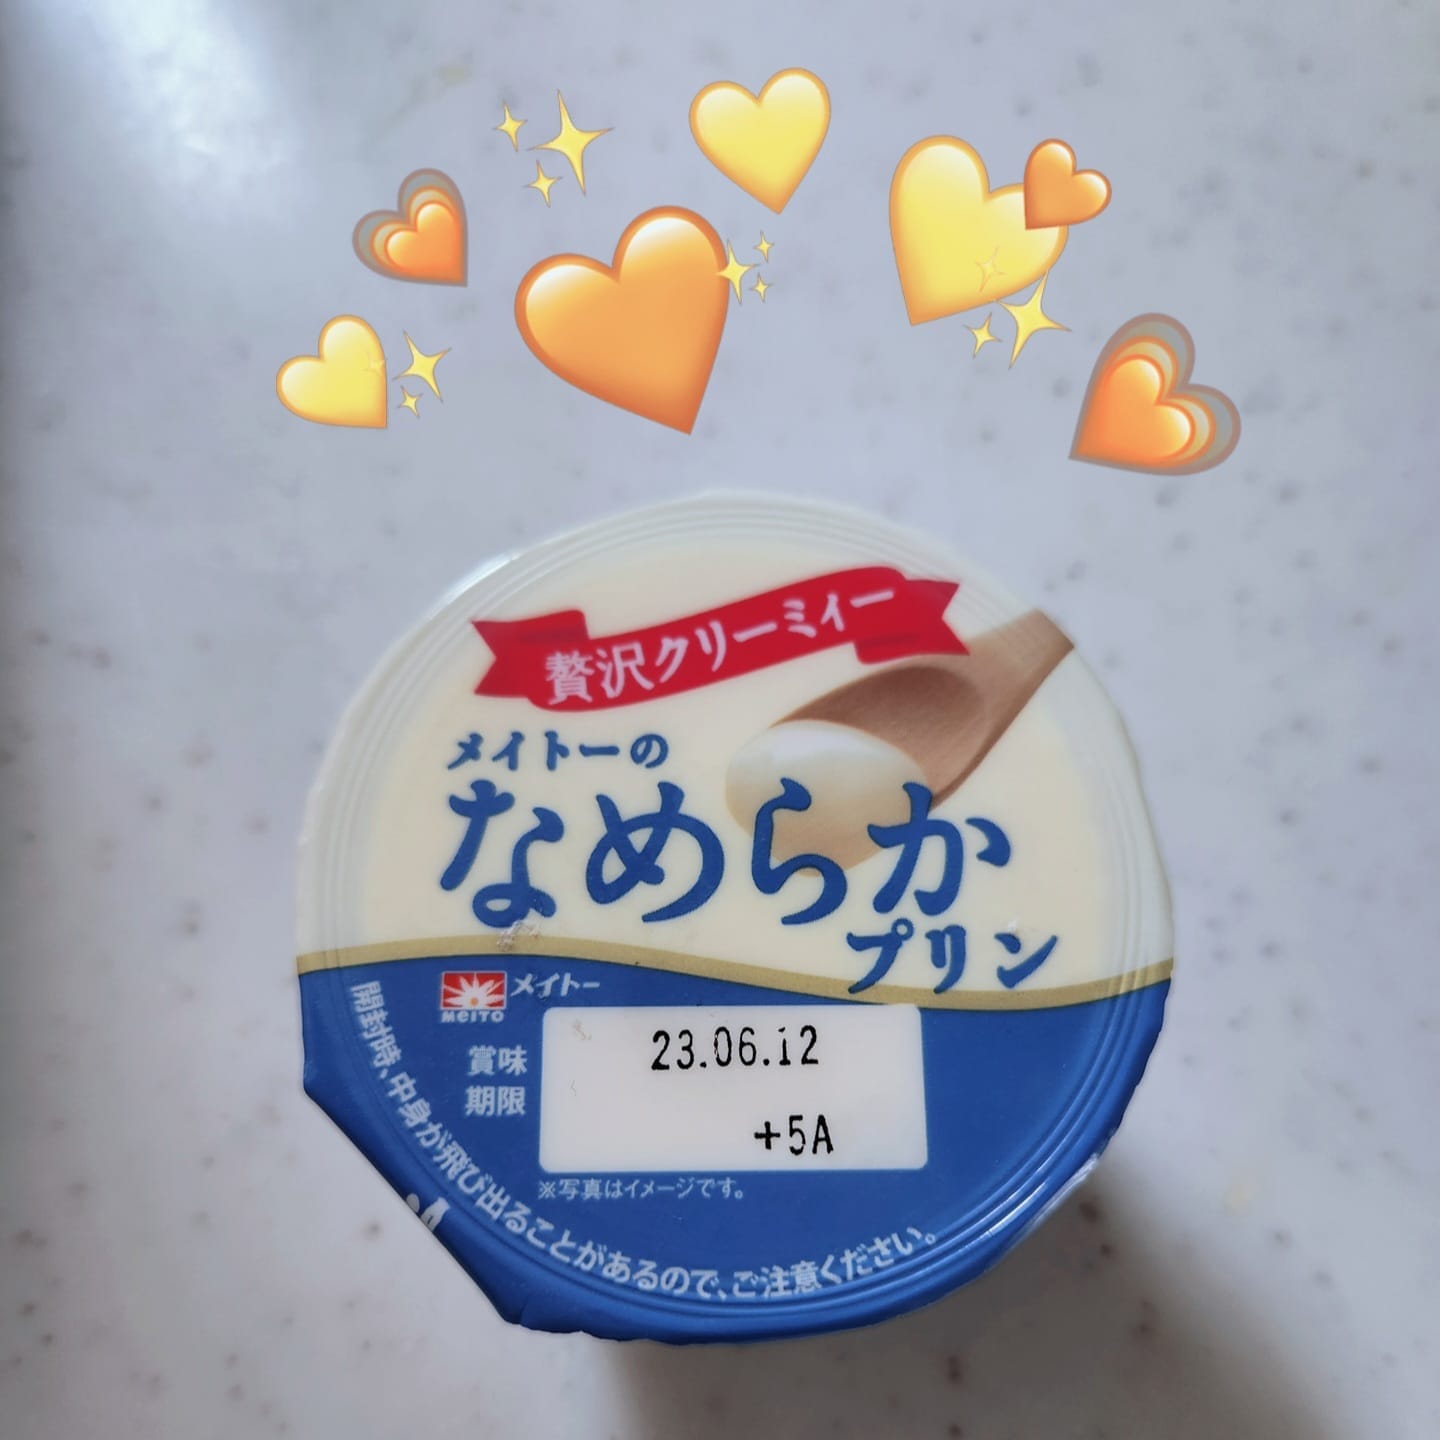 贅沢クリーミィー
メイトーの
なめらか
プリン
メイトー
MEITO
賞味
期限
23.06.12
+5A
※写真はイメージです。
開封時、中身が飛び出ることがあるので、ご注意ください。